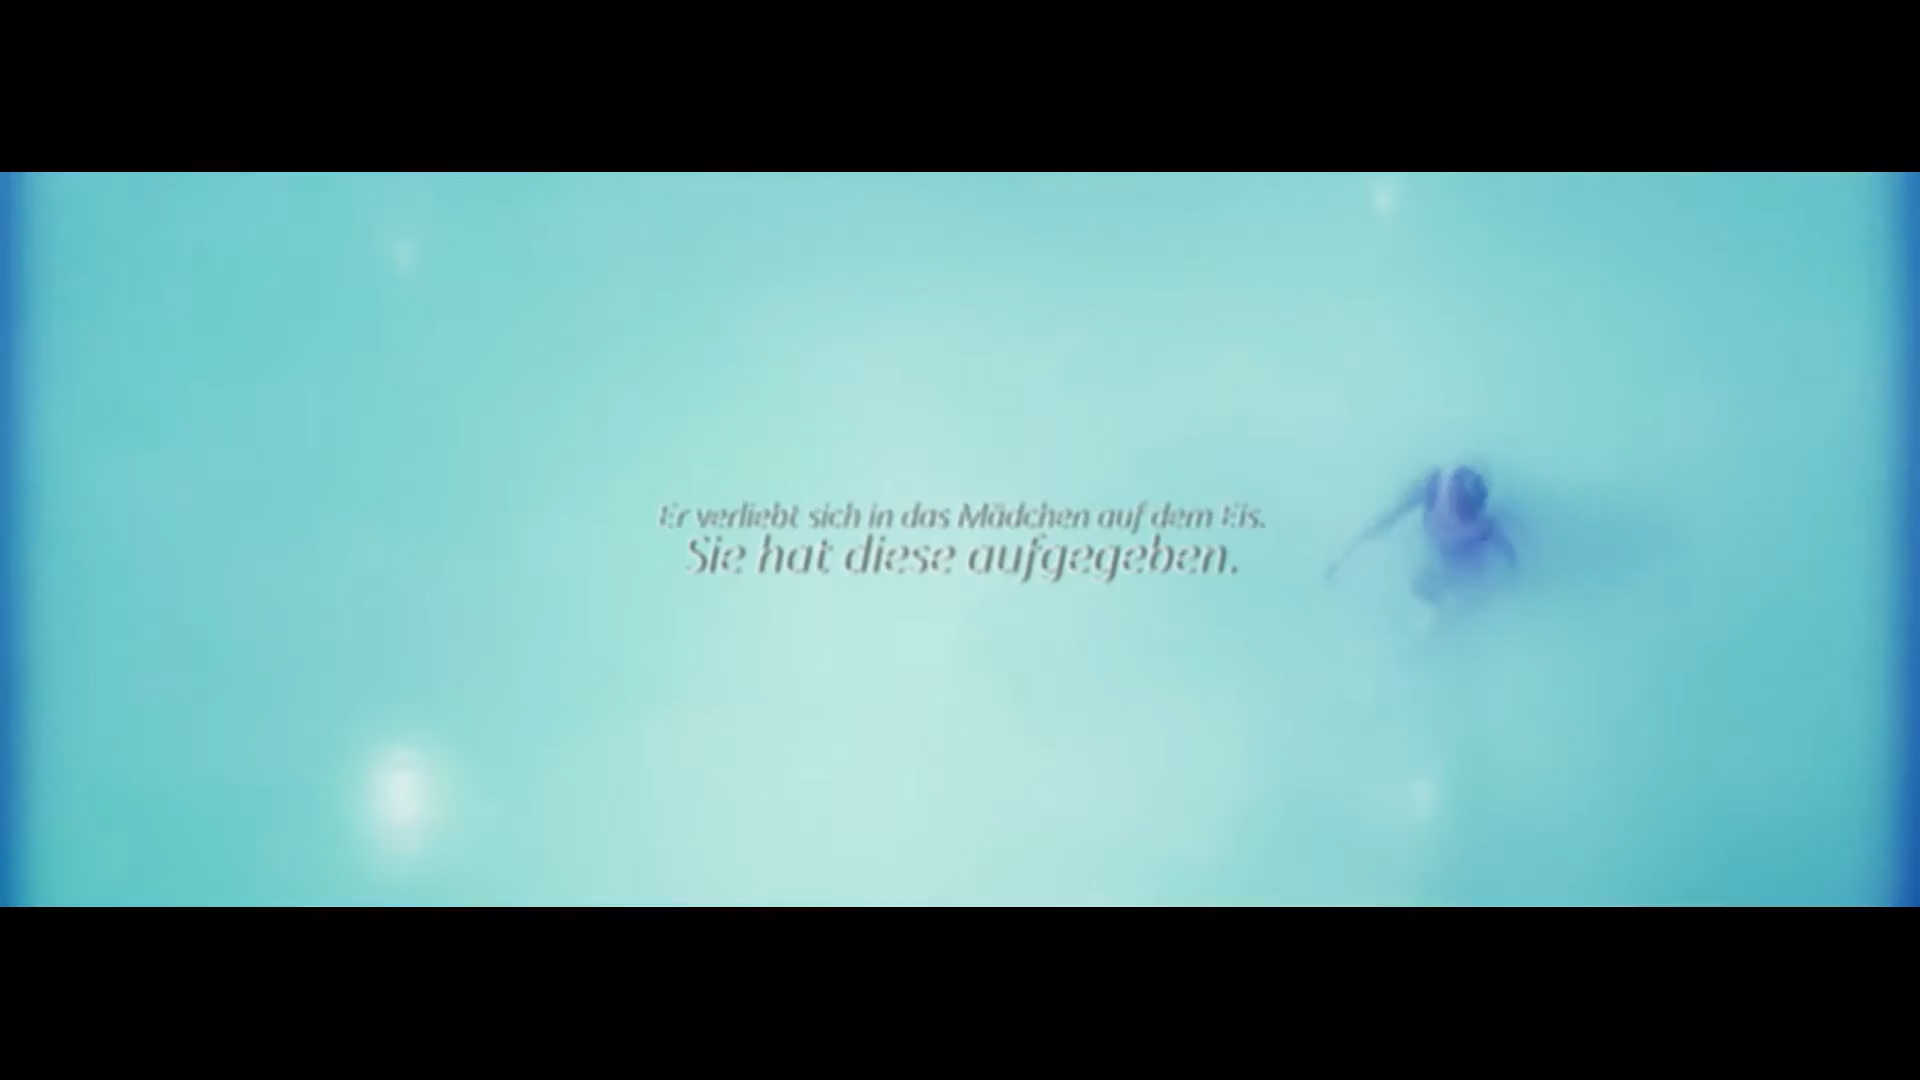 Er verliebt sich in das Mädchen auf dem Eis.
Sie hat diese aufgegeben.